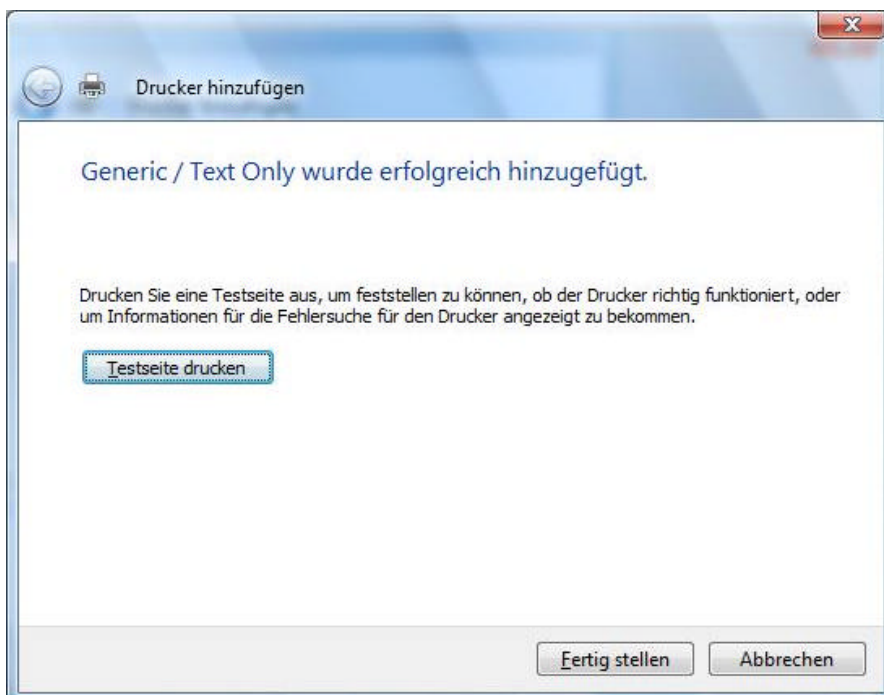 Drucker hinzufügen
Generic / Text Only wurde erfolgreich hinzugefügt.
Drucken Sie eine Testseite aus, um feststellen zu können, ob der Drucker richtig funktioniert, oder
um Informationen für die Fehlersuche für den Drucker angezeigt zu bekommen.
Testseite drucken
Fertig stellen
Abbrechen